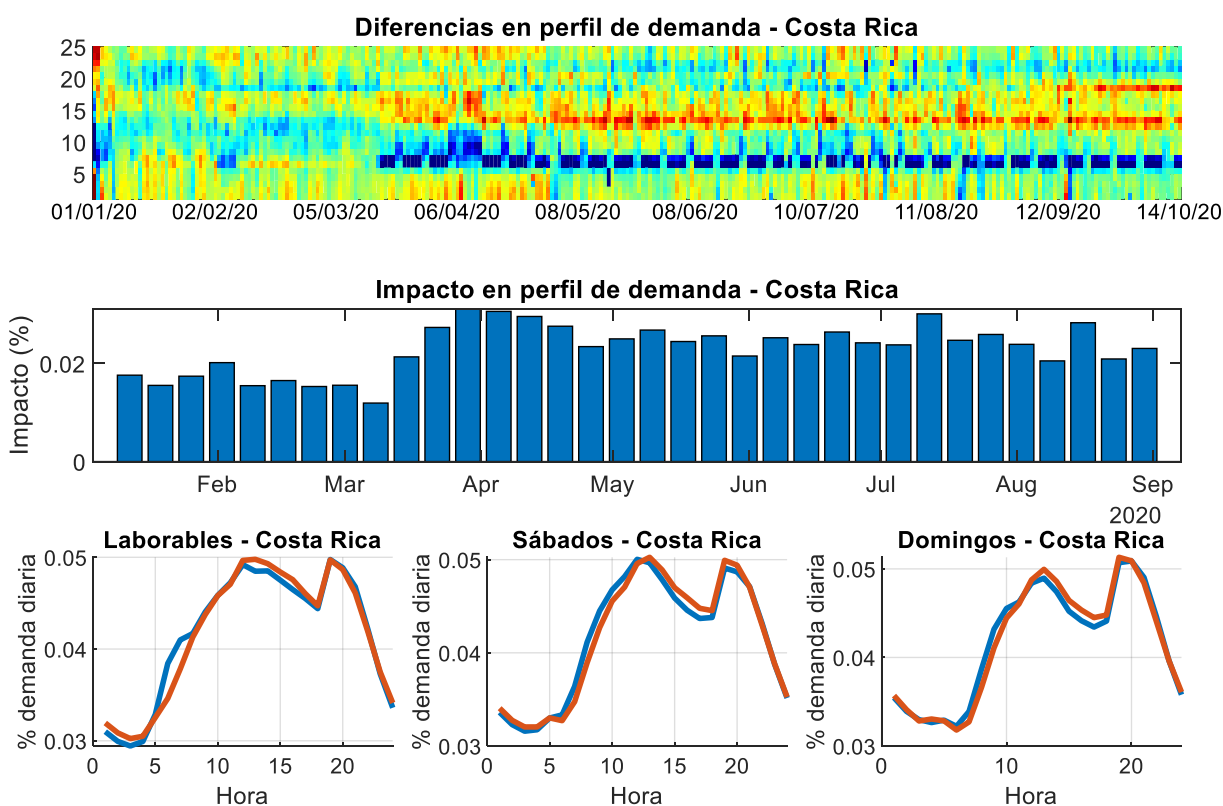 Diferencias en perfil de demanda - Costa Rica
25
20
15
10
5
01/01/20 02/02/20 05/03/20 06/04/20 08/05/20 08/06/20 10/07/20 11/08/20 12/09/20 14/10/20
Impacto en perfil de demanda - Costa Rica
Impacto (%)
0.02
0
Feb Mar Apr May Jun Jul Aug Sep
2020
Laborables - Costa Rica
% demanda diaria
0.05
0.04
0.03
0 5 10 15 20
Hora
Sábados - Costa Rica
% demanda diaria
0.05
0.04
0.03
0 5 10 15 20
Hora
Domingos - Costa Rica
% demanda diaria
0.05
0.04
0.03
0 10 20
Hora